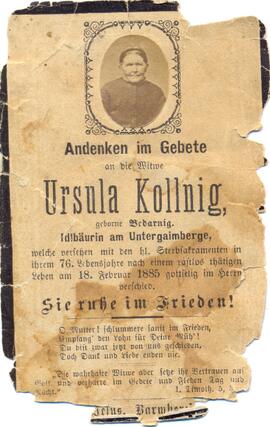 Andenken im Gebete
an die Witwe
Ursula Kollnig,
geborne Bedarnig.
Idlbäurin am Untergaimberge,
welche versehen mit den hl. Sterbsakramenten in
ihrem 76. Lebensjahre nach einem rastlos thätigen
Leben am 18. Februar 1885 gottselig im Herrn
verschied.
Sie ruhe im Frieden!
O Mutter! schlummere sanft im Frieden,
Empfang' den Lohn für Deine Müh'!
Du bist zwar jetzt von uns geschieden,
Doch Dank und Liebe enden nie.
"Die wahrhafte Witwe aber setze ihr Vertrauen auf
Gott und verharre im Gebete und Flehen Tag und
Nacht." 1. Timoth. 5, 5.
Jesus, Barmh